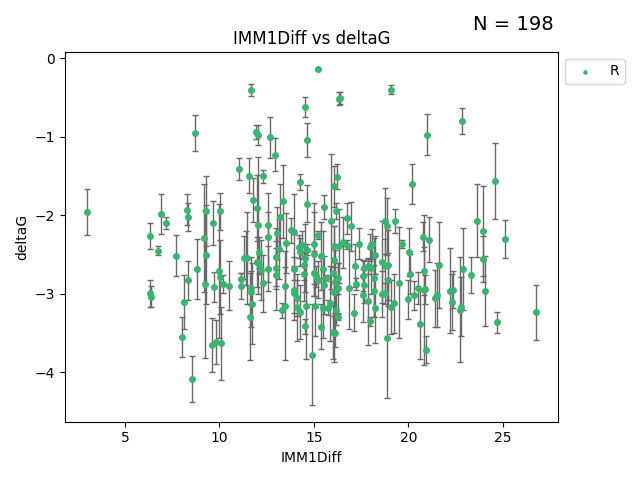 N = 198
IMM1Diff vs deltaG
R
0
−1
−2
−3
−4
deltaG
5 10 15 20 25
IMM1Diff